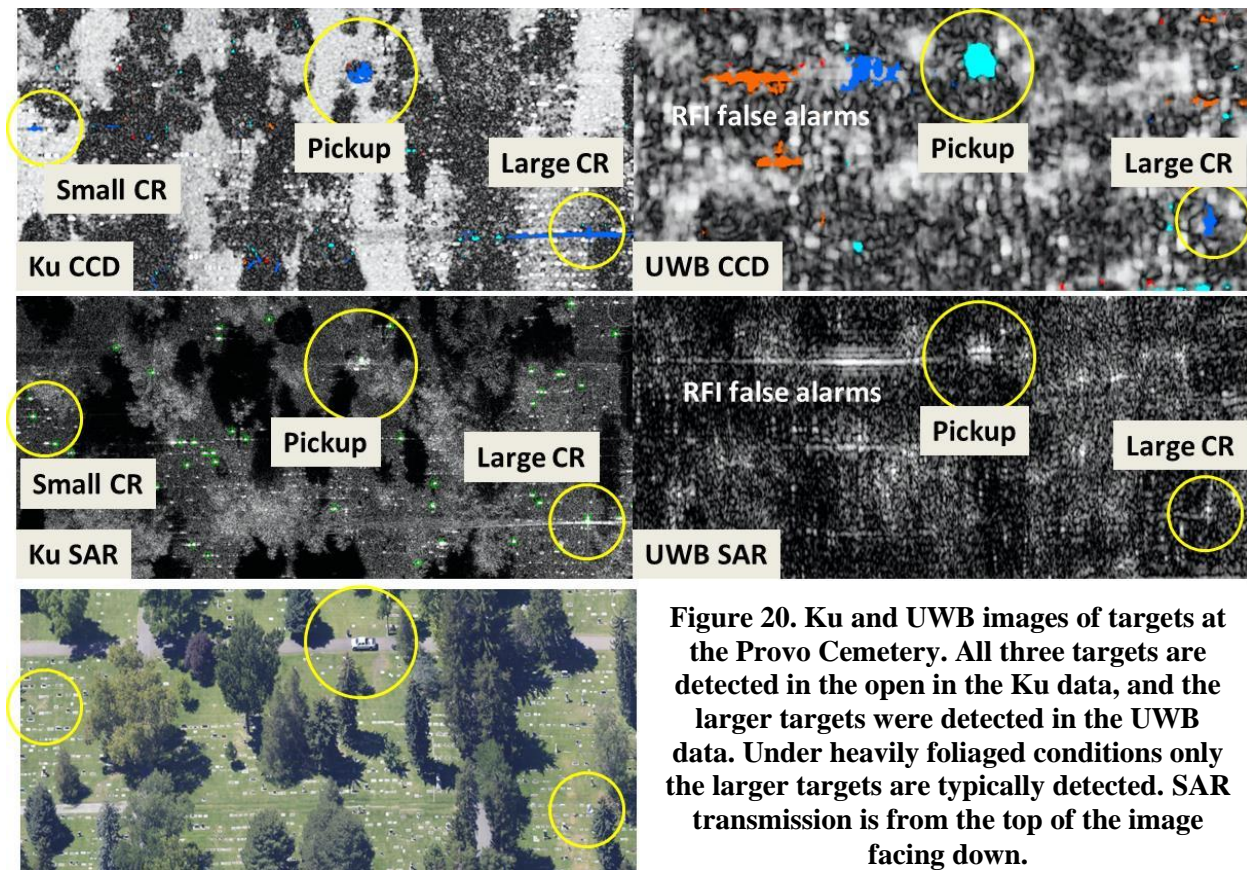 Pickup
Small CR
Large CR
Ku CCD
RFI false alarms
Pickup
Large CR
UWB CCD
Pickup
Small CR
Large CR
Ku SAR
RFI false alarms
Pickup
Large CR
UWB SAR
Figure 20. Ku and UWB images of targets at
the Provo Cemetery. All three targets are
detected in the open in the Ku data, and the
larger targets were detected in the UWB
data. Under heavily foliaged conditions only
the larger targets are typically detected. SAR
transmission is from the top of the image
facing down.